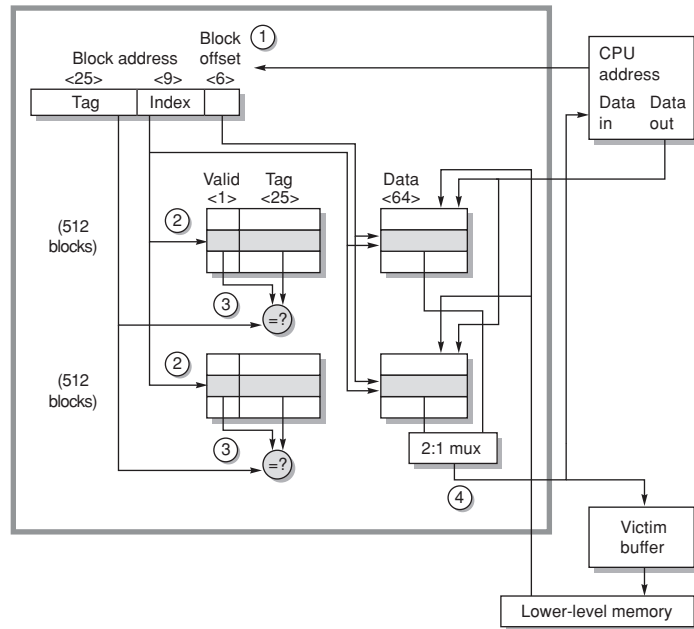 Block address
Block
offset
1
<25>
<9>
<6>
Tag
Index
CPU
address
Data
in
Data
out
Valid
<1>
Tag
<25>
Data
<64>
(512
blocks)
2
3
=?
(512
blocks)
2
3
=?
2:1 mux
4
Victim
buffer
Lower-level memory